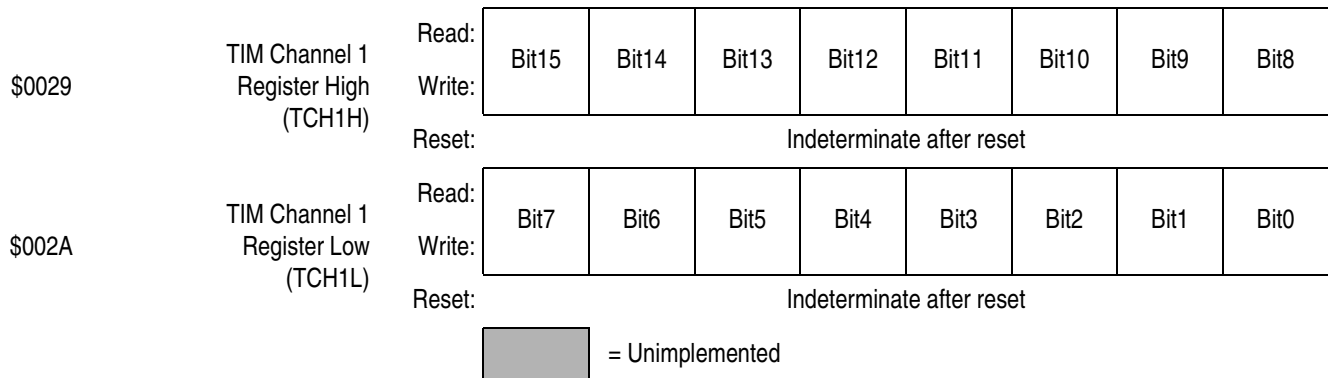 $0029 TIM Channel 1 Register High (TCH1H) Read: Write: Bit15 Bit14 Bit13 Bit12 Bit11 Bit10 Bit9 Bit8
Reset: Indeterminate after reset
$002A TIM Channel 1 Register Low (TCH1L) Read: Write: Bit7 Bit6 Bit5 Bit4 Bit3 Bit2 Bit1 Bit0
Reset: Indeterminate after reset
= Unimplemented